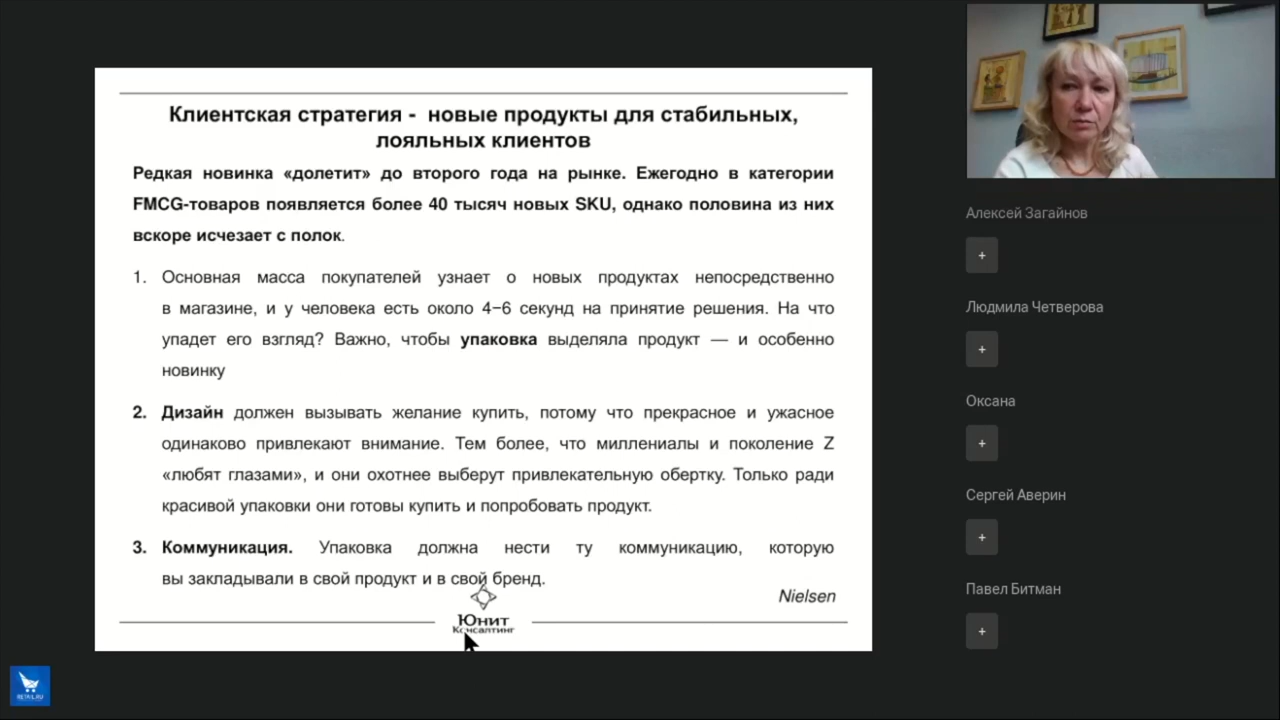 Клиентская стратегия - новые продукты для стабильных,
лояльных клиентов
Редкая новинка «долетит» до второго года на рынке. Ежегодно в категории
FMCG-товаров появляется более 40 тысяч новых SKU, однако половина из них
вскоре исчезает с полок.
1. Основная масса покупателей узнает о новых продуктах непосредственно
в магазине, и у человека есть около 4−6 секунд на принятие решения. На что
упадет его взгляд? Важно, чтобы упаковка выделяла продукт — и особенно
новинку
2. Дизайн должен вызывать желание купить, потому что прекрасное и ужасное
одинаково привлекают внимание. Тем более, что миллениалы и поколение Z
«любят глазами», и они охотнее выберут привлекательную обертку. Только ради
красивой упаковки они готовы купить и попробовать продукт.
3. Коммуникация. Упаковка должна нести ту коммуникацию, которую
вы закладывали в свой продукт и в свой бренд.
Nielsen
Юнит
Консалтинг
Алексей Загайнов
+
Людмила Четверова
+
Оксана
+
Сергей Аверин
+
Павел Битман
+
RETAIL.RU